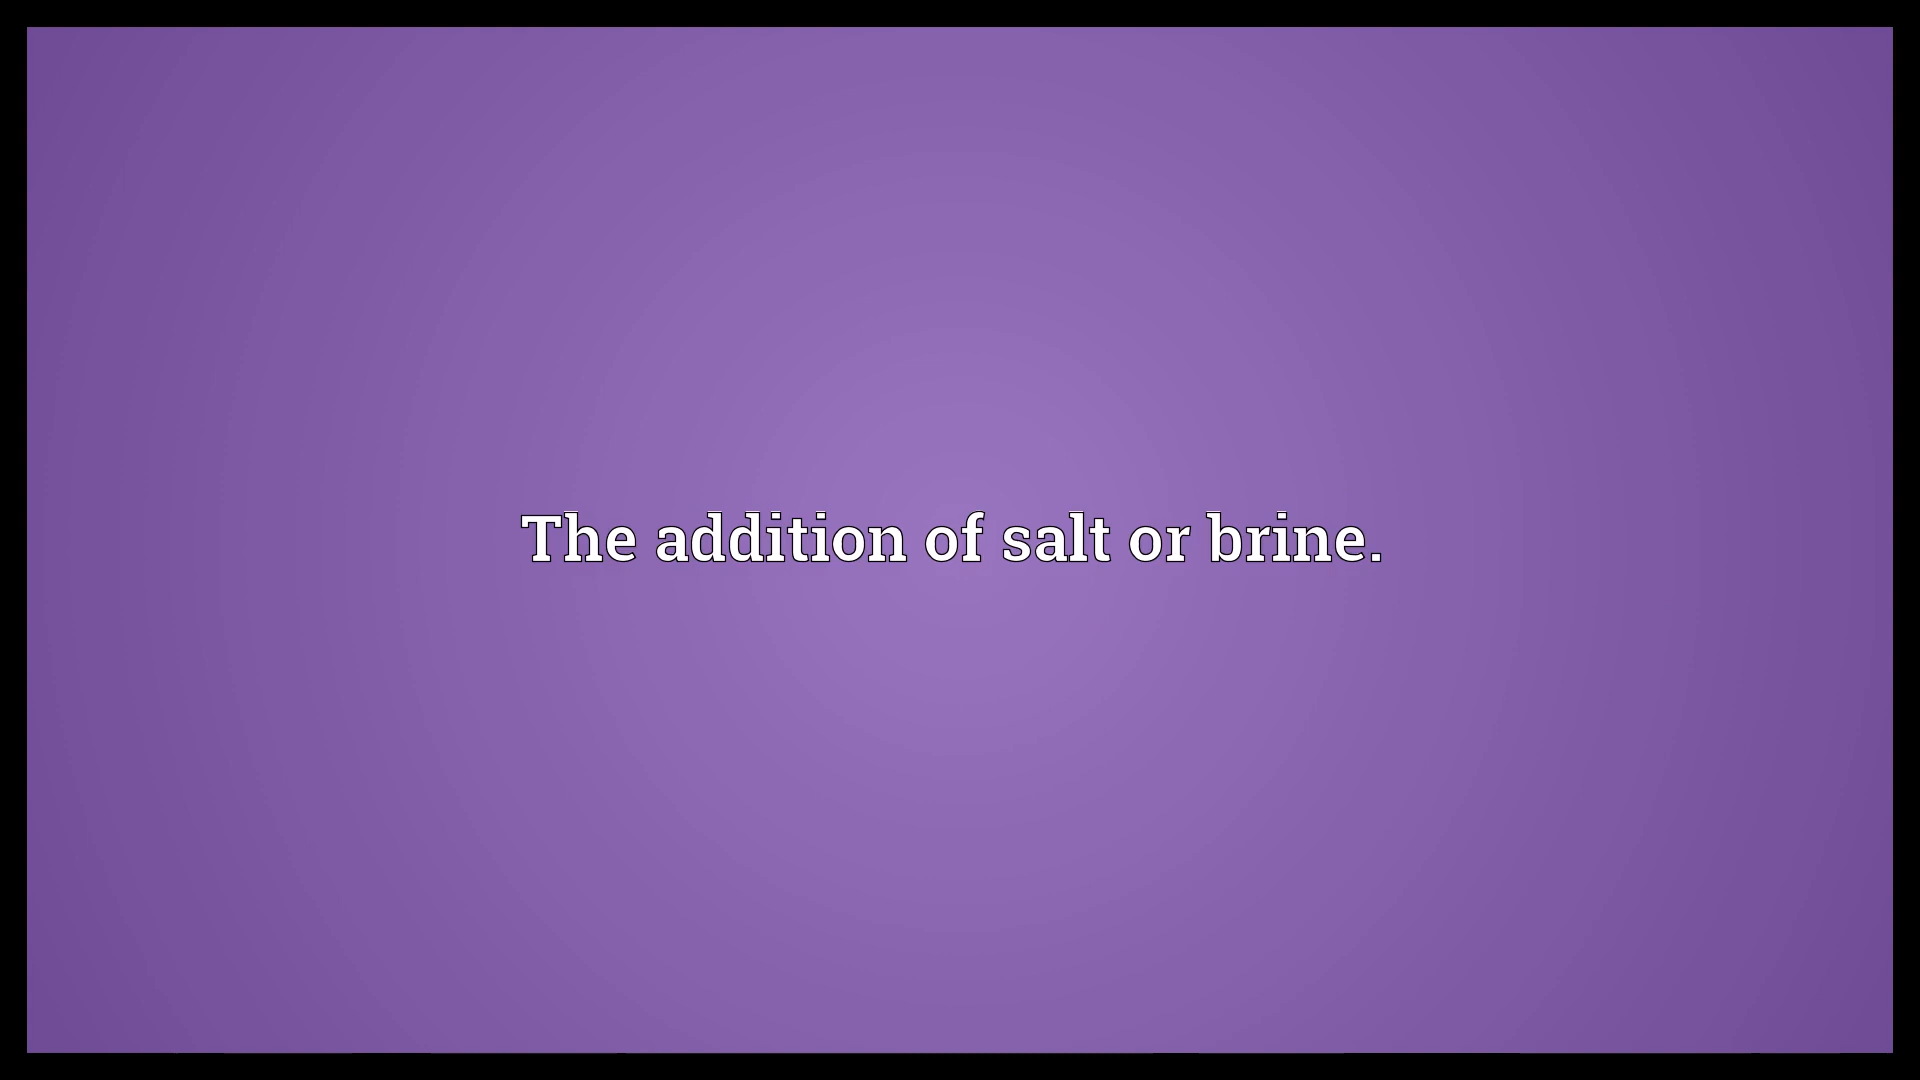 The addition of salt or brine.